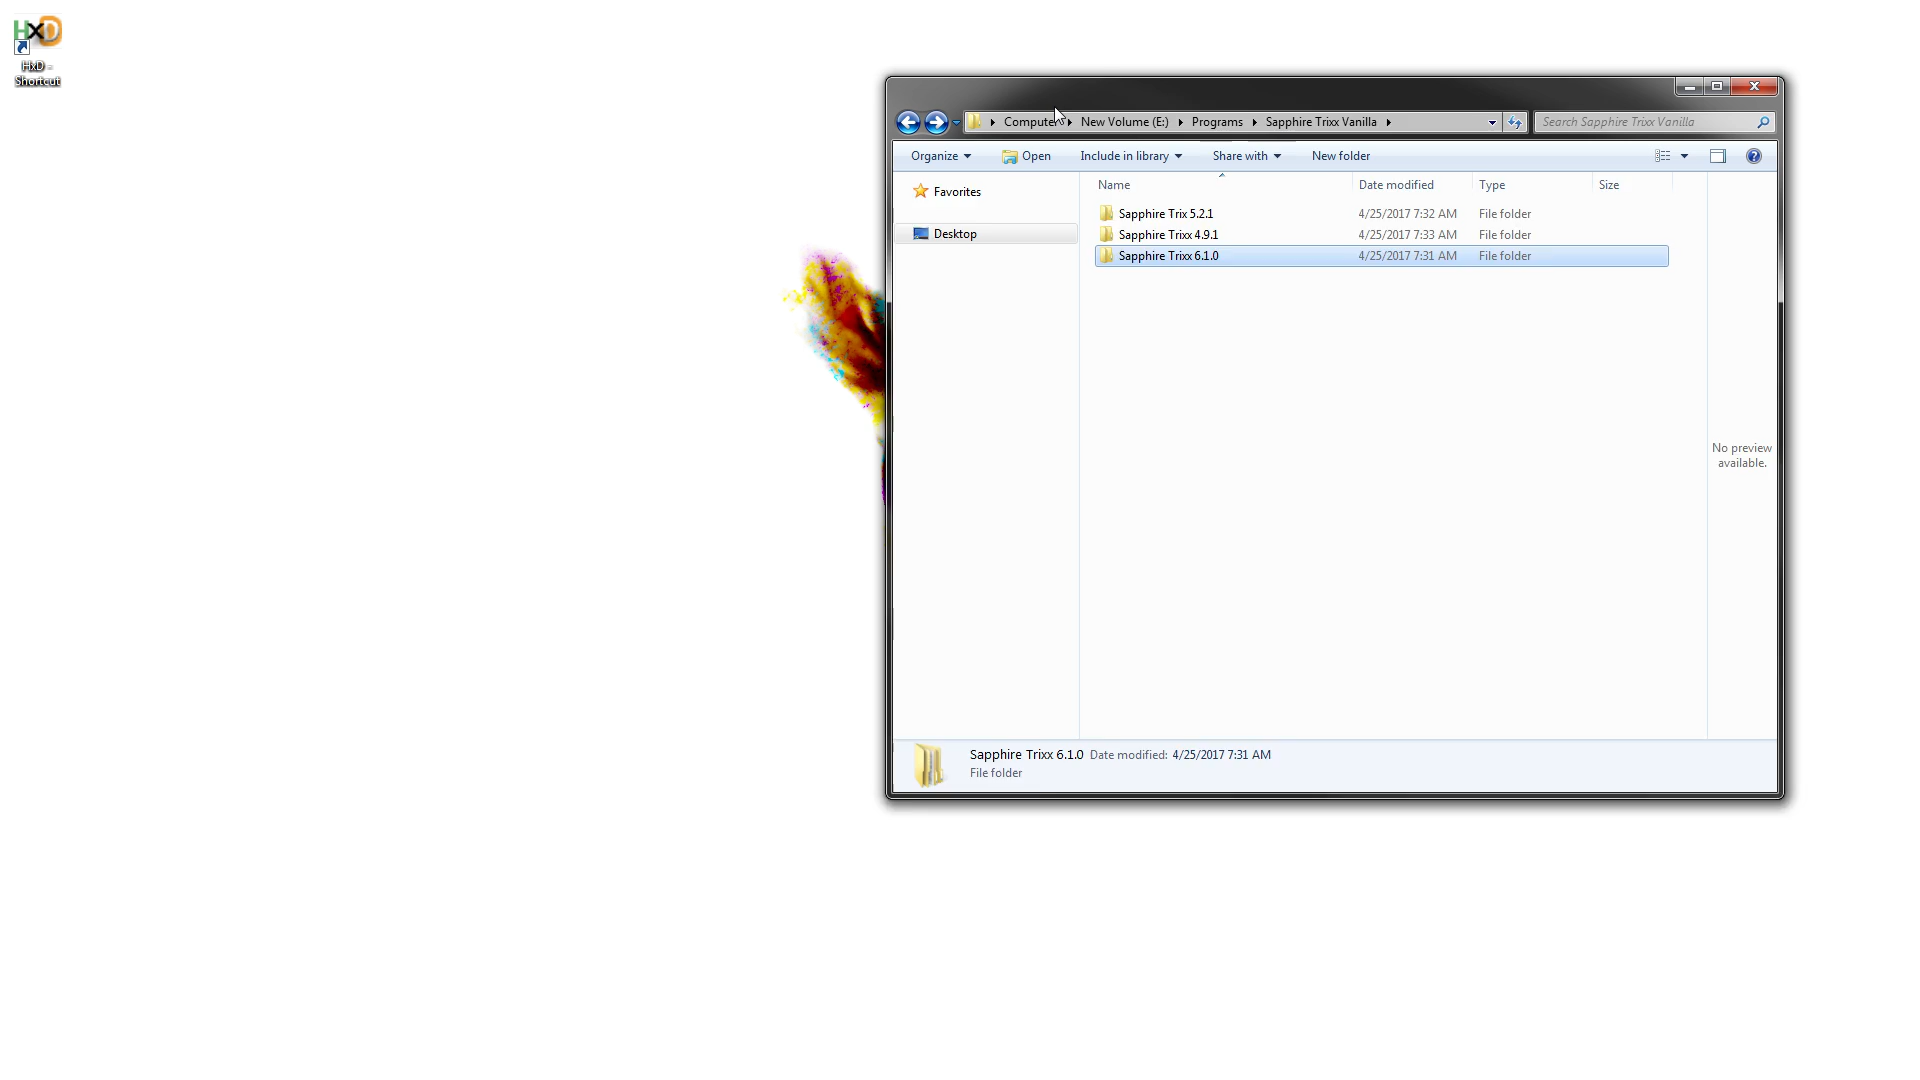 HxD
HxD -
Shortcut
Computer New Volume (E:) Programs Sapphire Trixx Vanilla
Search Sapphire Trixx Vanilla
Organize Open Include in library Share with New folder
Favorites
Desktop
Name Date modified Type Size
Sapphire Trix 5.2.1 4/25/2017 7:32 AM File folder
Sapphire Trixx 4.9.1 4/25/2017 7:33 AM File folder
Sapphire Trixx 6.1.0 4/25/2017 7:31 AM File folder
No preview
available.
Sapphire Trixx 6.1.0 Date modified: 4/25/2017 7:31 AM
File folder